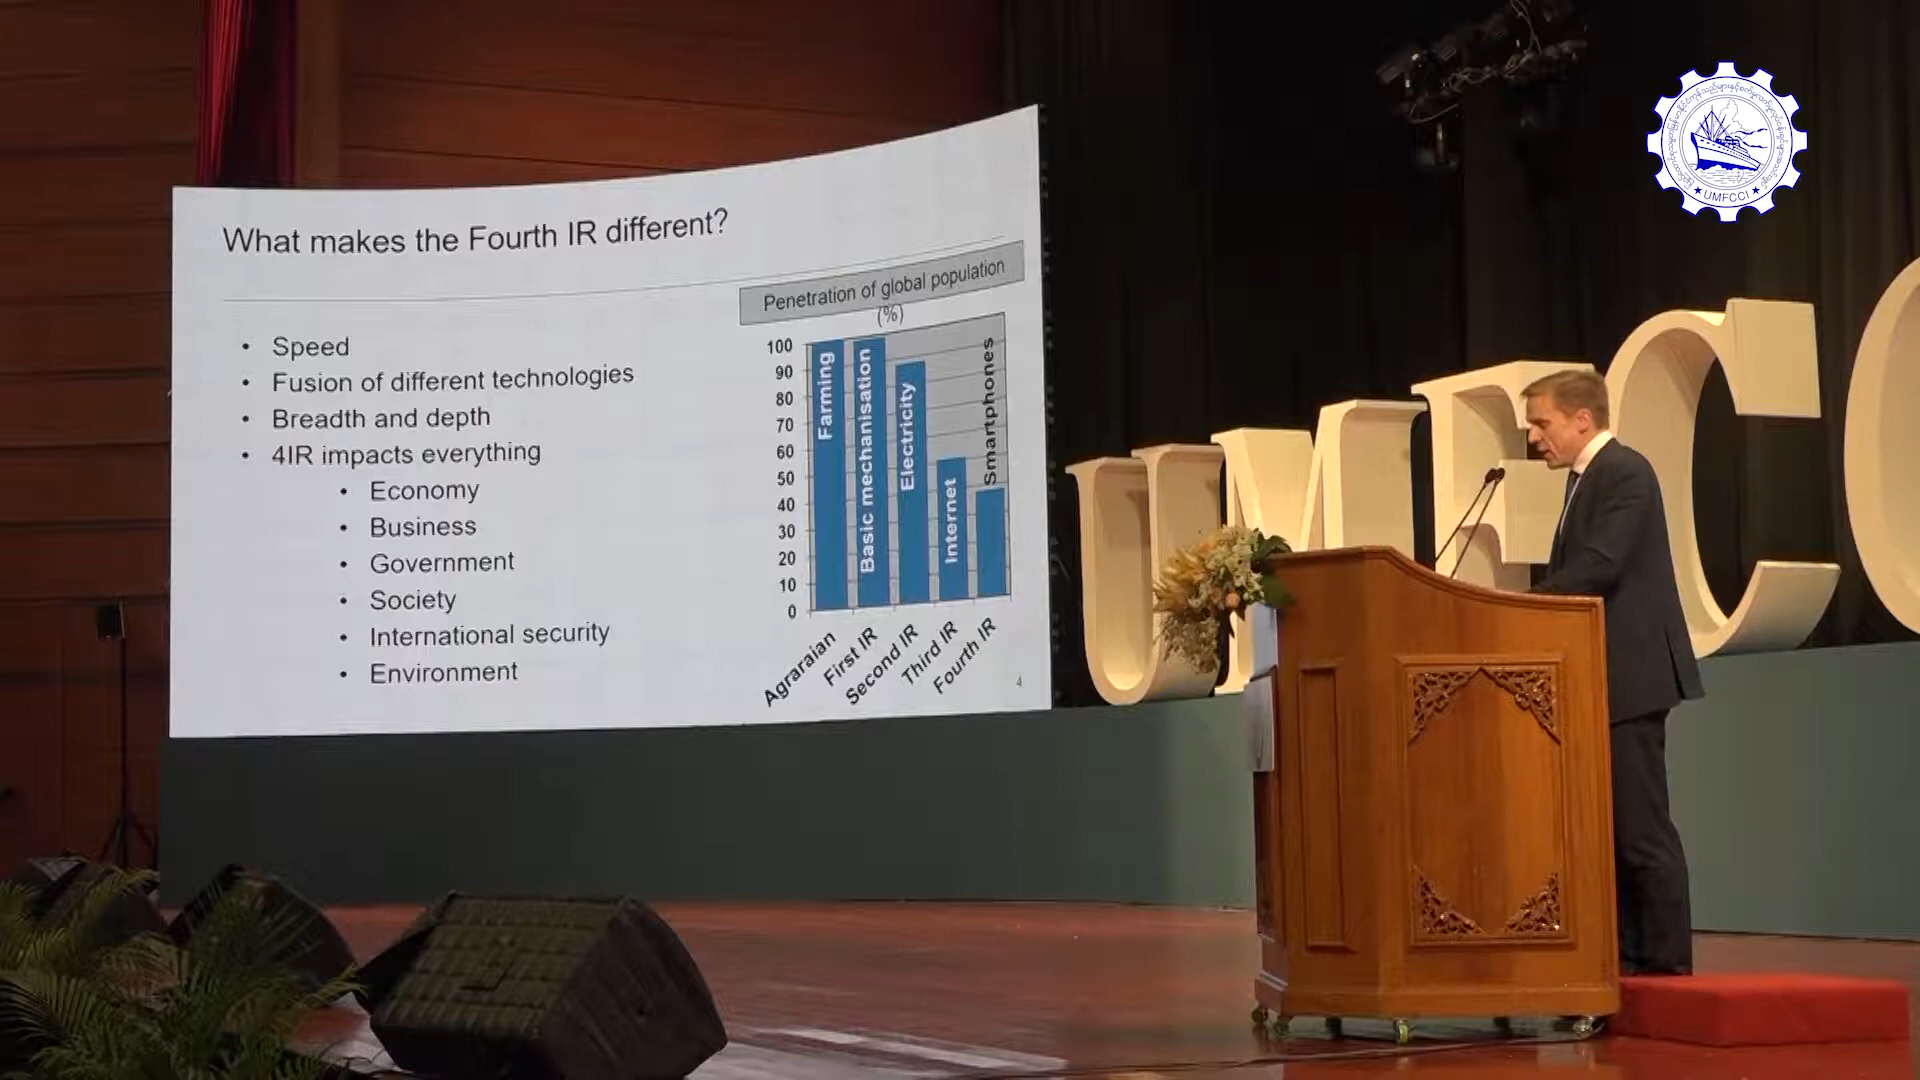 What makes the Fourth IR different?
• Speed
• Fusion of different technologies
• Breadth and depth
• 4IR impacts everything
• Economy
• Business
• Government
• Society
• International security
• Environment
Penetration of global population
(%)
100
90
80
70
60
50
40
30
20
10
0
Farming
Basic mechanisation
Electricity
Internet
Smartphones
Agraraian
First IR
Second IR
Third IR
Fourth IR
4
UMFCC
★ UMFCCI ★